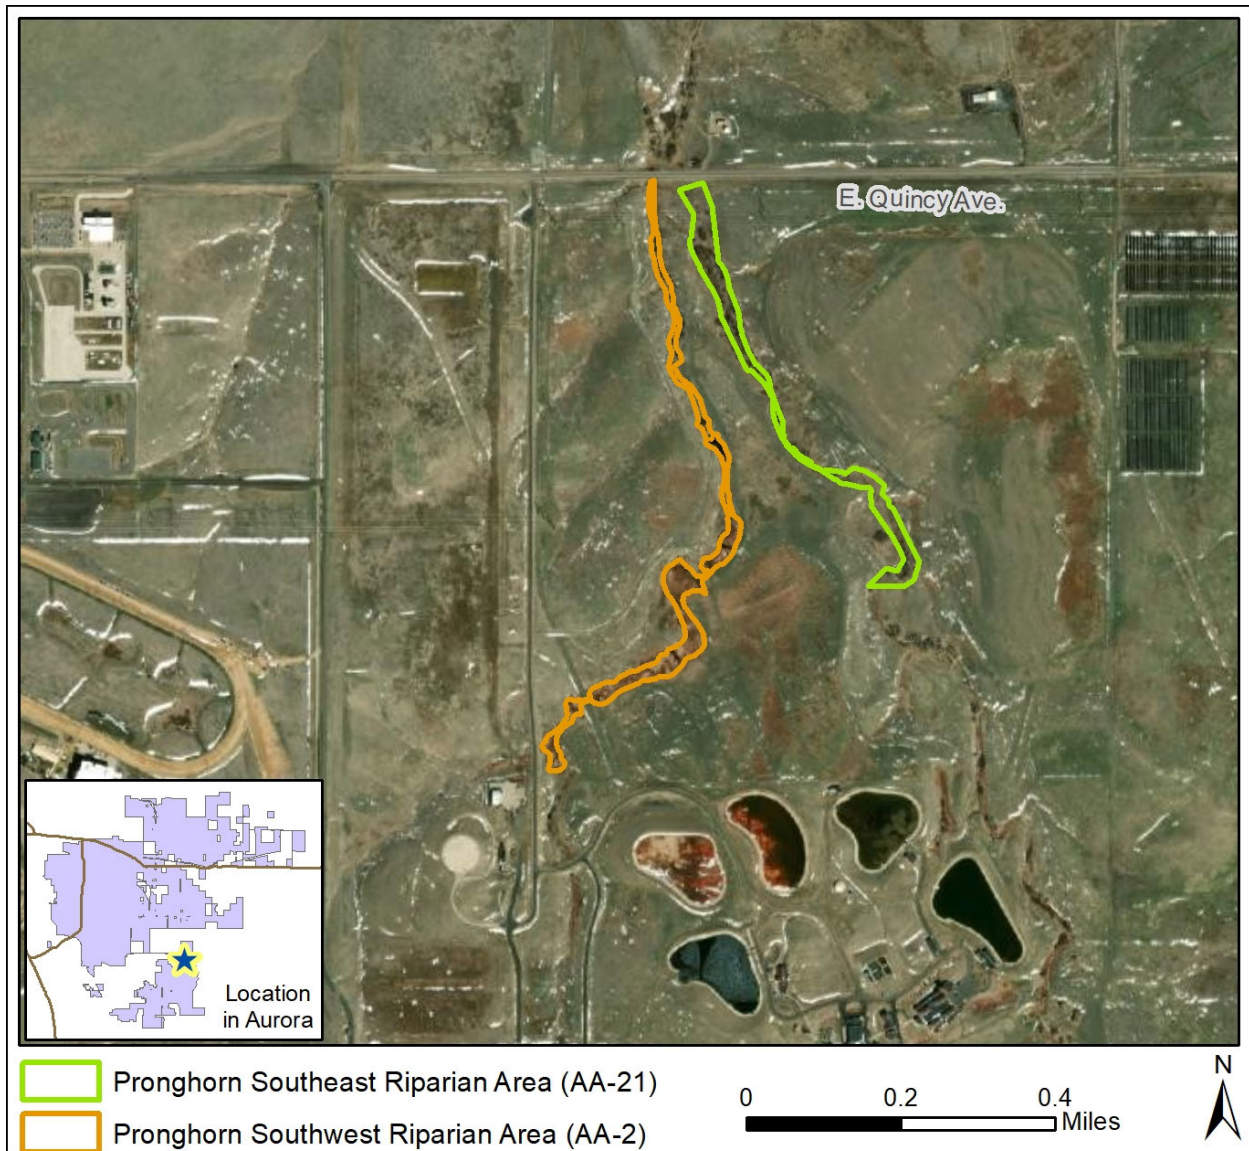 E. Quincy Ave.
Location
in Aurora
Pronghorn Southeast Riparian Area (AA-21)
Pronghorn Southwest Riparian Area (AA-2)
0 0.2 0.4
Miles
N